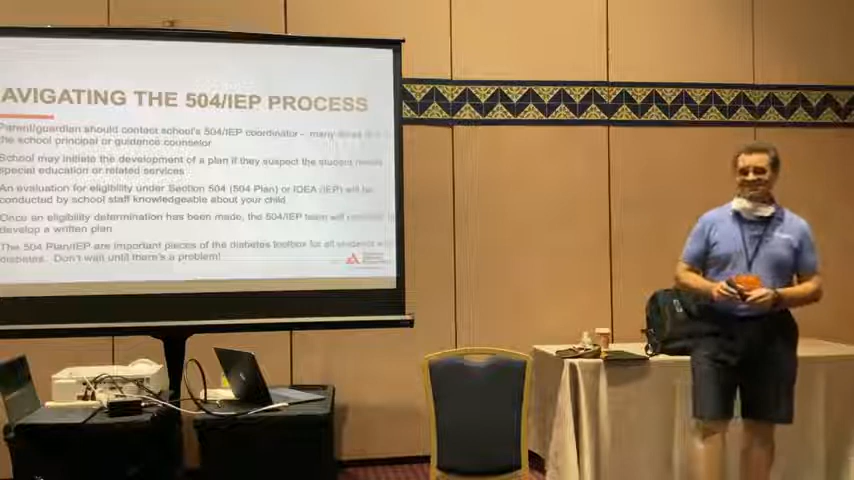 AVIGATING THE 504/IEP PROCESS
Parent/guardian should contact school's 504/IEP coordinator - many
the school principal or guidance counselor
School may initiate the development of a plan if they suspect the student needs
special education or related services
An evaluation for eligibility under Section 504 (504 Plan) or IDEA (IEP) will be
conducted by school staff knowledgeable about your child
Once an eligibility determination has been made, the 504/IEP team will
develop a written plan
The 504 Plan/IEP are important pieces of the diabetes toolbox for all students
diabetes. Don't wait until there's a problem!